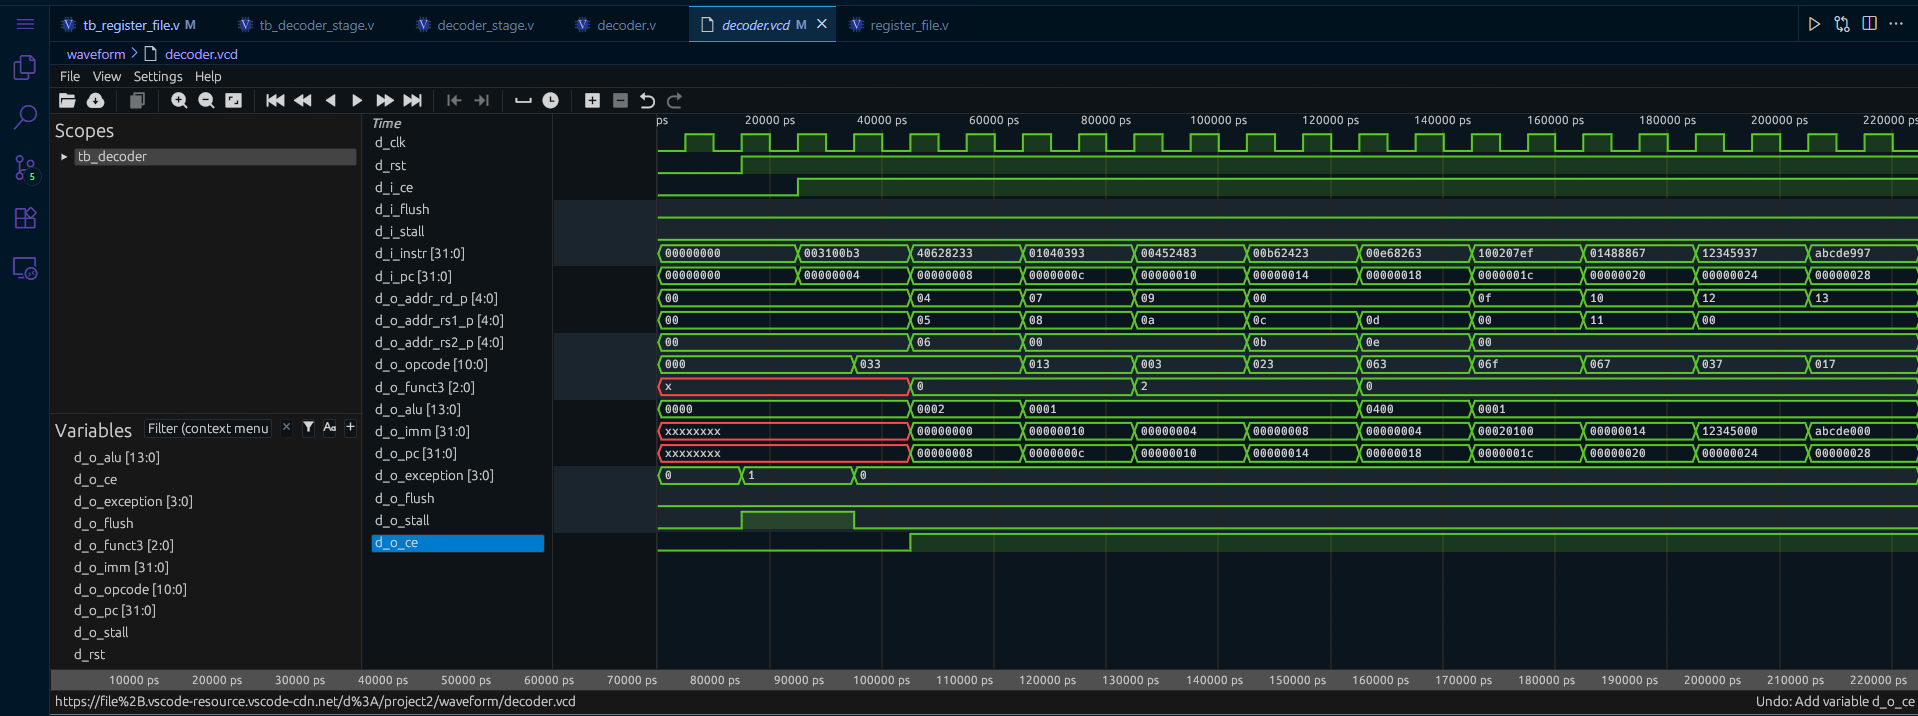 tb_register_file.v M tb_decoder_stage.v decoder_stage.v decoder.v decoder.vcd M register_file.v
waveform decoder.vcd
File View Settings Help
Scopes
tb_decoder
5
Variables Filter (context menu Aa
d_o_alu [13:0]
d_o_ce
d_o_exception [3:0]
d_o_flush
d_o_funct3 [2:0]
d_o_imm [31:0]
d_o_opcode [10:0]
d_o_pc [31:0]
d_o_stall
d_rst
Time ps 20000 ps 40000 ps 60000 ps 80000 ps 100000 ps 120000 ps 140000 ps 160000 ps 180000 ps 200000 ps 220000 ps
d_clk
d_rst
d_i_ce
d_i_flush
d_i_stall
d_i_instr [31:0] 00000000 003100b3 40628233 01040393 00452483 00b62423 00e68263 100207ef 01488867 12345937 abcde997
d_i_pc [31:0] 00000000 00000004 00000008 0000000c 00000010 00000014 00000018 0000001c 00000020 00000024 00000028
d_o_addr_rd_p [4:0] 00 04 07 09 00 0f 10 12 13
d_o_addr_rs1_p [4:0] 00 05 08 0a 0c 0d 00 11 00
d_o_addr_rs2_p [4:0] 00 06 00 0b 0e 00
d_o_opcode [10:0] 000 033 013 003 023 063 06f 067 037 017
d_o_funct3 [2:0] x 0 2 0
d_o_alu [13:0] 0000 0002 0001 0400 0001
d_o_imm [31:0] xxxxxxxx 00000000 00000010 00000004 00000008 00000004 00020100 00000014 12345000 abcde000
d_o_pc [31:0] xxxxxxxx 00000008 0000000c 00000010 00000014 00000018 0000001c 00000020 00000024 00000028
d_o_exception [3:0] 0 1 0
d_o_flush
d_o_stall
d_o_ce
10000 ps 20000 ps 30000 ps 40000 ps 50000 ps 60000 ps 70000 ps 80000 ps 100000 ps 110000 ps 120000 ps 130000 ps 140000 ps 150000 ps 160000 ps 170000 ps 190000 ps 200000 ps 210000 ps 220000 ps
https://file%2B.vscode-resource.vscode-cdn.net/d%3A/project2/waveform/decoder.vcd Undo: Add variable d_o_ce